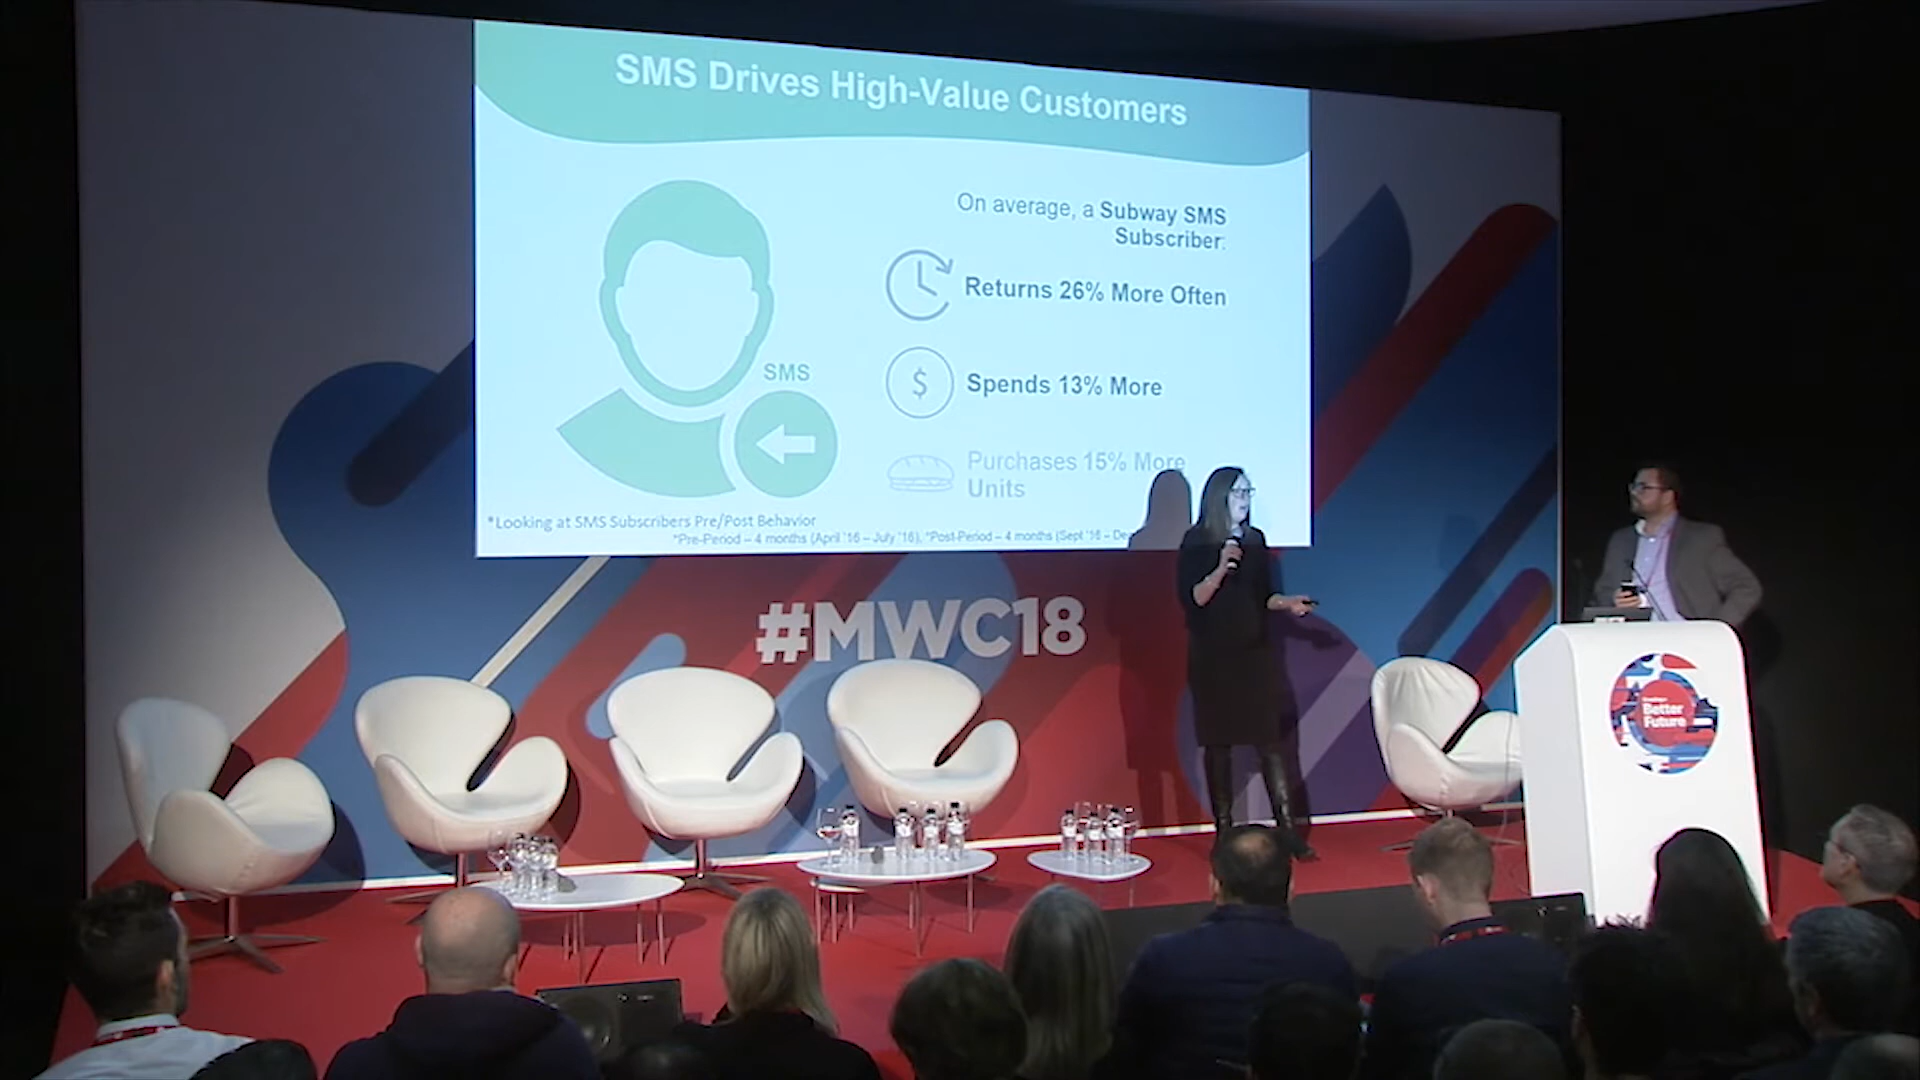 SMS Drives High-Value Customers
On average, a Subway SMS
Subscriber:
Returns 26% More Often
SMS
$
Spends 13% More
Purchases 15% More
Units
*Looking at SMS Subscribers Pre/Post Behavior
*Pre-Period – 4 months (April '16 – July '16), *Post-Period – 4 months (Sept '16 –
#MWC18
Better
Future